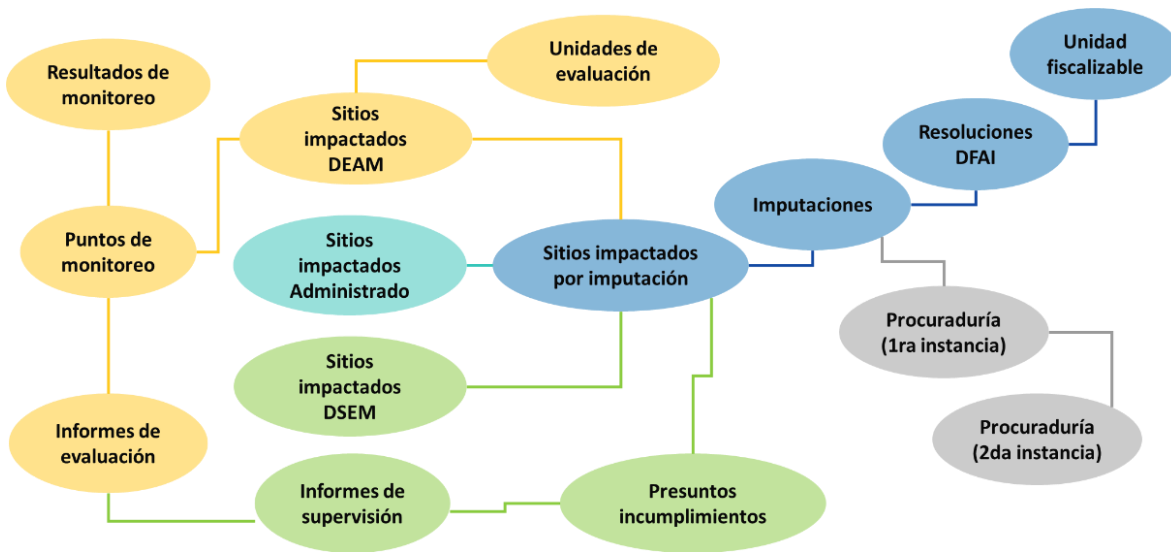 Unidades de
evaluación
Unidad
fiscalizable
Resultados de
monitoreo
Sitios
impactados
DEAM
Resoluciones
DFAI
Imputaciones
Puntos de
monitoreo
Sitios
impactados
Administrado
Sitios impactados
por imputación
Procuraduría
(1ra instancia)
Sitios
impactados
DSEM
Informes de
evaluación
Procuraduría
(2da instancia)
Informes de
supervisión
Presuntos
incumplimientos